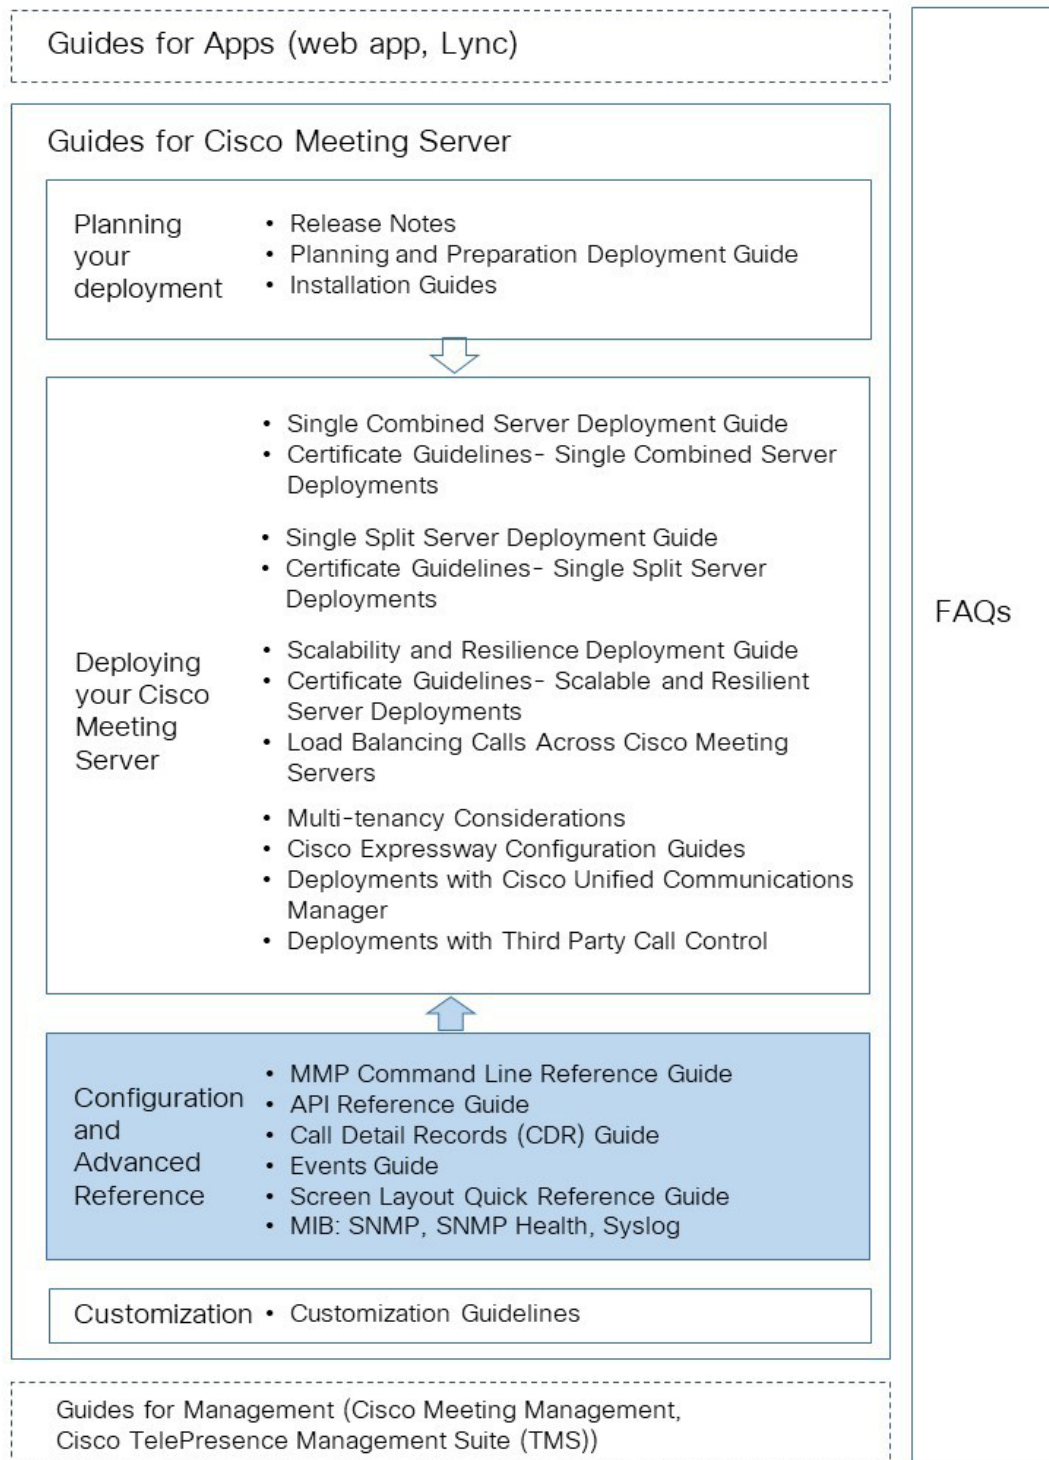 Guides for Apps (web app, Lync)
Guides for Cisco Meeting Server
Planning
your
deployment
• Release Notes
• Planning and Preparation Deployment Guide
• Installation Guides
Deploying
your Cisco
Meeting
Server
• Single Combined Server Deployment Guide
• Certificate Guidelines- Single Combined Server
Deployments
• Single Split Server Deployment Guide
• Certificate Guidelines- Single Split Server
Deployments
• Scalability and Resilience Deployment Guide
• Certificate Guidelines- Scalable and Resilient
Server Deployments
• Load Balancing Calls Across Cisco Meeting
Servers
• Multi-tenancy Considerations
• Cisco Expressway Configuration Guides
• Deployments with Cisco Unified Communications
Manager
• Deployments with Third Party Call Control
Configuration
and
Advanced
Reference
• MMP Command Line Reference Guide
• API Reference Guide
• Call Detail Records (CDR) Guide
• Events Guide
• Screen Layout Quick Reference Guide
• MIB: SNMP, SNMP Health, Syslog
Customization • Customization Guidelines
Guides for Management (Cisco Meeting Management,
Cisco TelePresence Management Suite (TMS))
FAQs